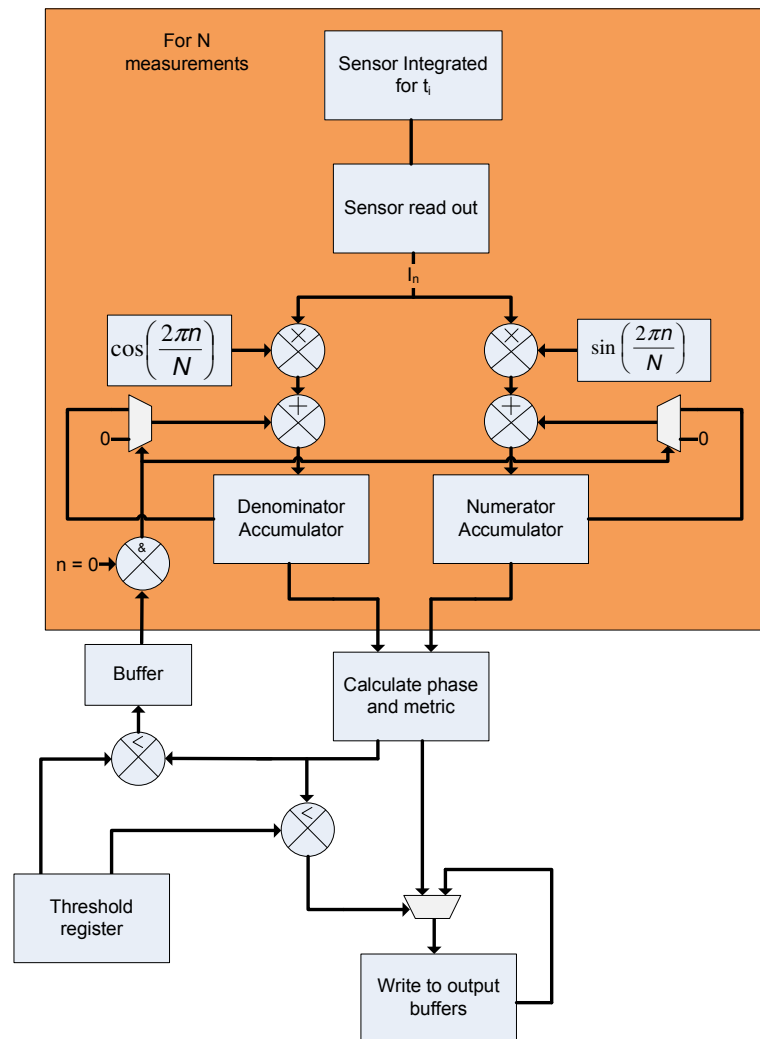 For N
measurements
Sensor Integrated
for tᵢ
Sensor read out
Iₙ
cos(2πn/N)
×
×
sin(2πn/N)
+
+
0
0
Denominator
Accumulator
Numerator
Accumulator
&
n = 0
Buffer
Calculate phase
and metric
<
<
Threshold
register
Write to output
buffers